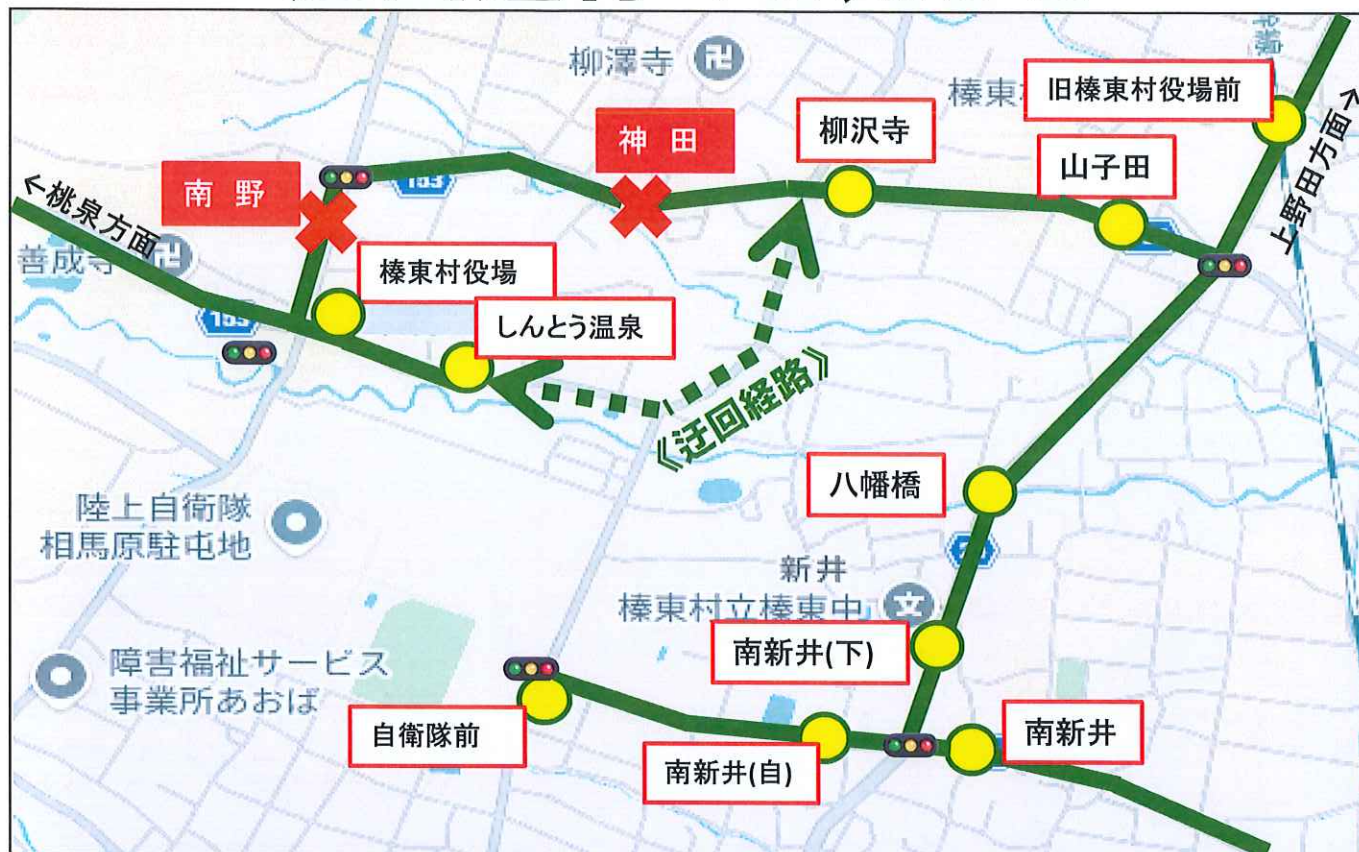 柳澤寺
旧榛東村役場前
榛東
柳沢寺
神 田
山子田
上野田方面→
南 野
153
←桃泉方面
善成寺
榛東村役場
153
しんとう温泉
《迂回経路》
八幡橋
陸上自衛隊
相馬原駐屯地
新井
榛東村立榛東中
文
南新井(下)
障害福祉サービス
事業所あおば
自衛隊前
南新井
南新井(自)